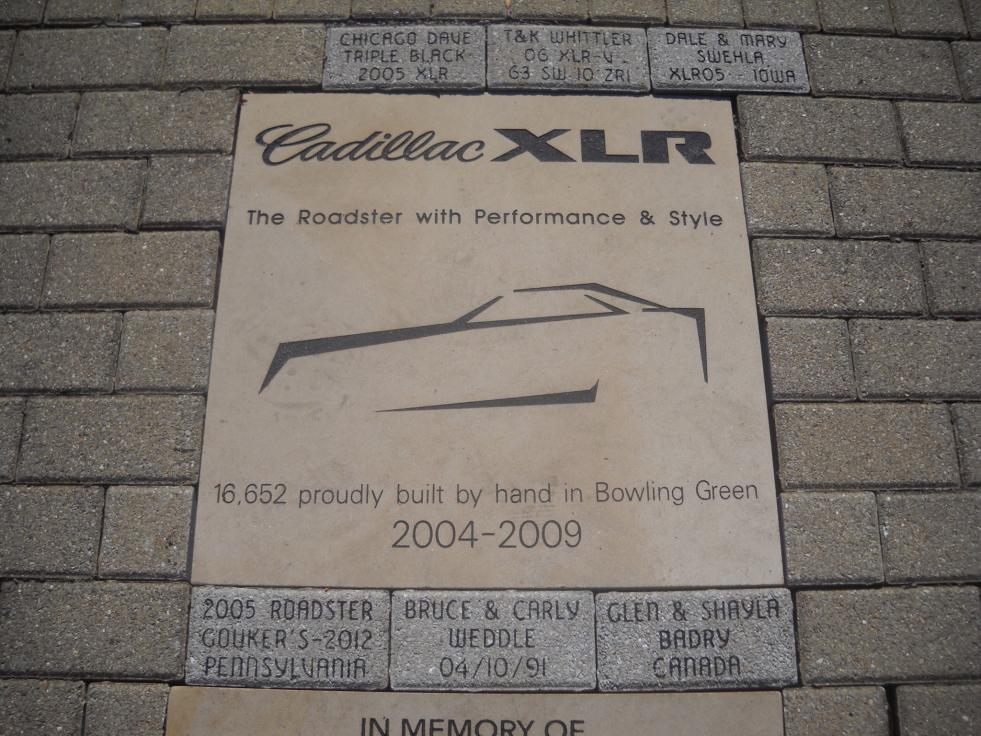 CHICAGO DAVE
TRIPLE BLACK
2005 XLR
T&K WHITTLER
06 XLR-V
63 SW 10 ZR1
DALE & MARY
SWEHLA
XLR05 - IOWA
Cadillac XLR
The Roadster with Performance & Style
16,652 proudly built by hand in Bowling Green
2004-2009
2005 ROADSTER
GOUKER'S-2012
PENNSYLVANIA
BRUCE & CARLY
WEDDLE
04/10/91
GLEN & SHAYLA
BADRY
CANADA
IN MEMORY OF